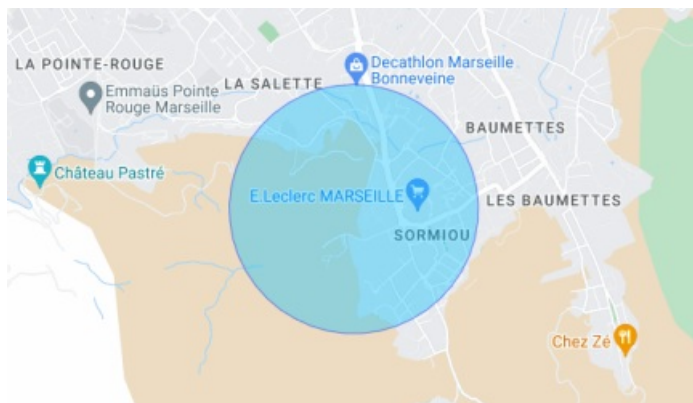 LA POINTE-ROUGE
Emmaüs Pointe
Rouge Marseille
Château Pastré
LA SALETTE
Decathlon Marseille
Bonneveine
BAUMETTES
E.Leclerc MARSEILLE
LES BAUMETTES
SORMIOU
Chez Zé